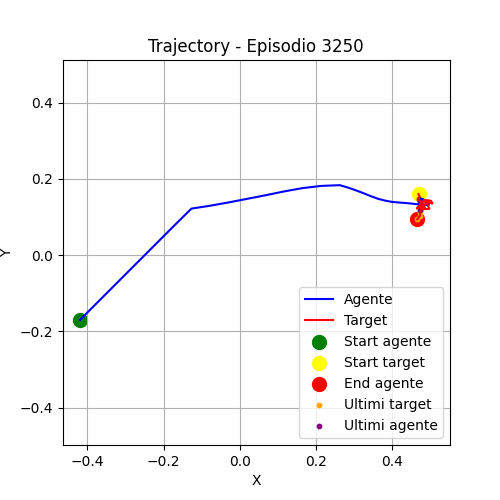 Trajectory - Episodio 3250
Y
0.4
0.2
0.0
−0.2
−0.4
−0.4
−0.2
0.0
0.2
0.4
X
Agente
Target
Start agente
Start target
End agente
Ultimi target
Ultimi agente